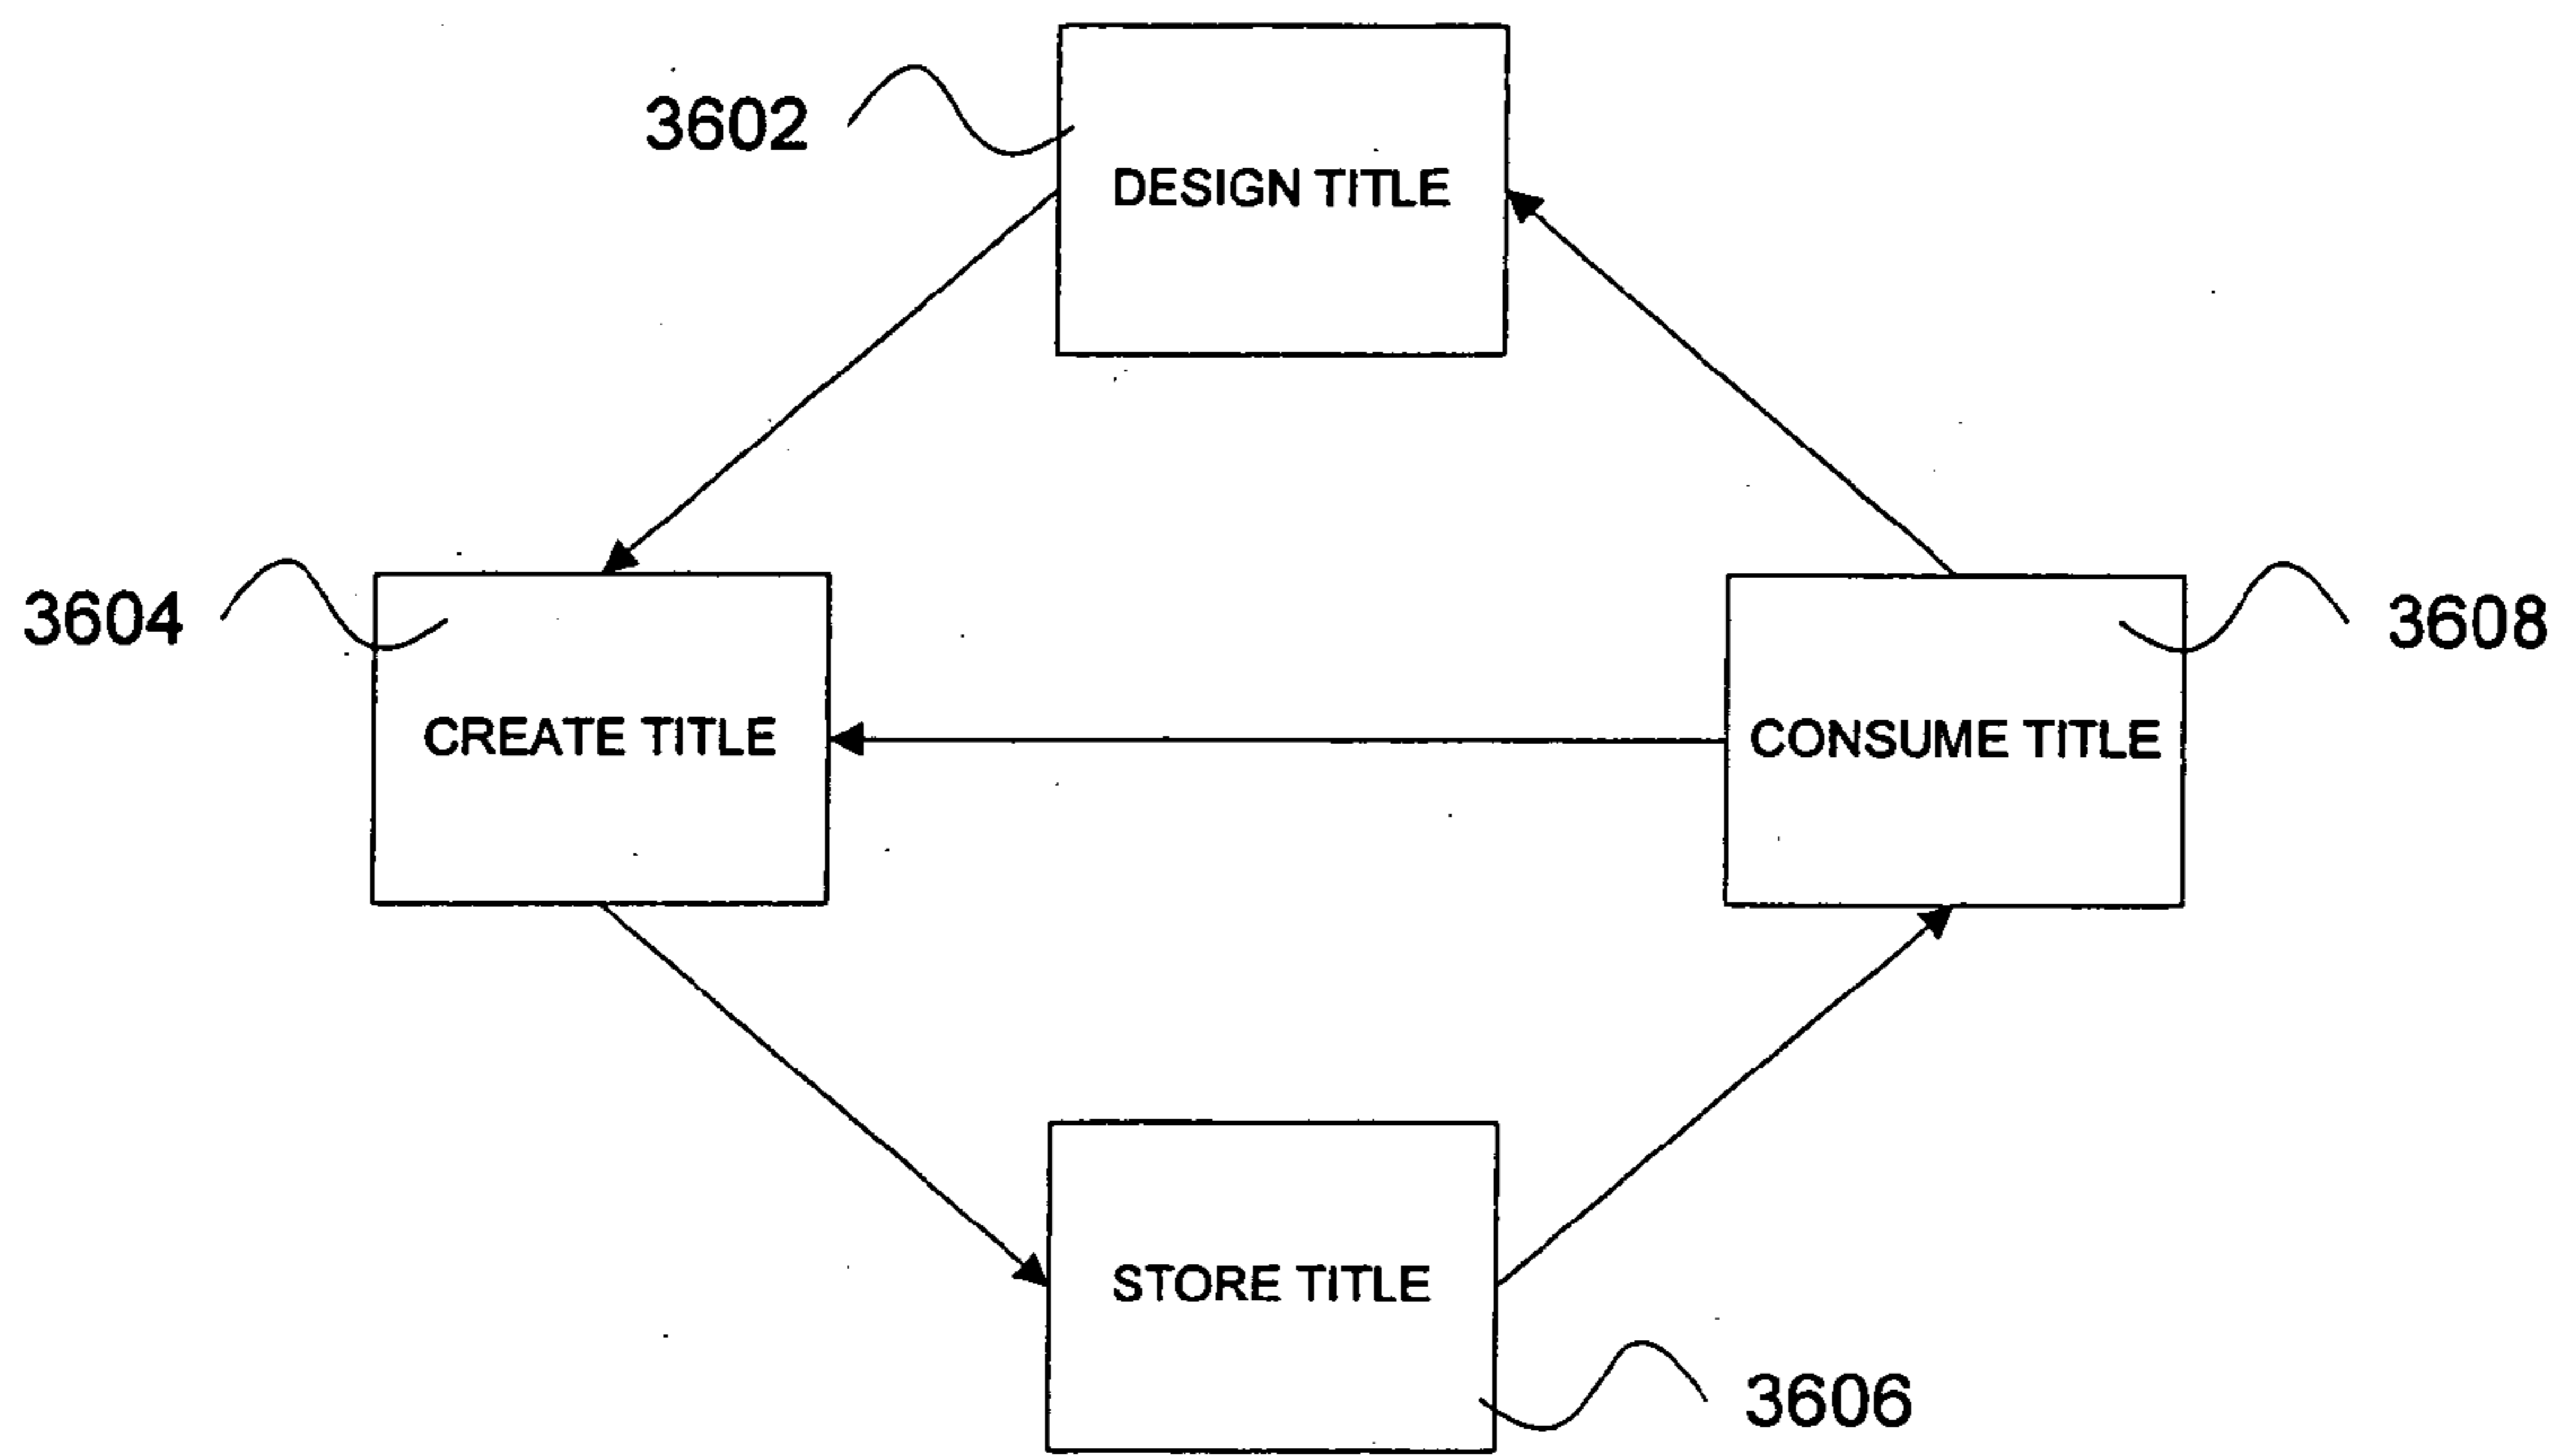 3602
DESIGN TITLE
3604
3608
CREATE TITLE
CONSUME TITLE
STORE TITLE
3606